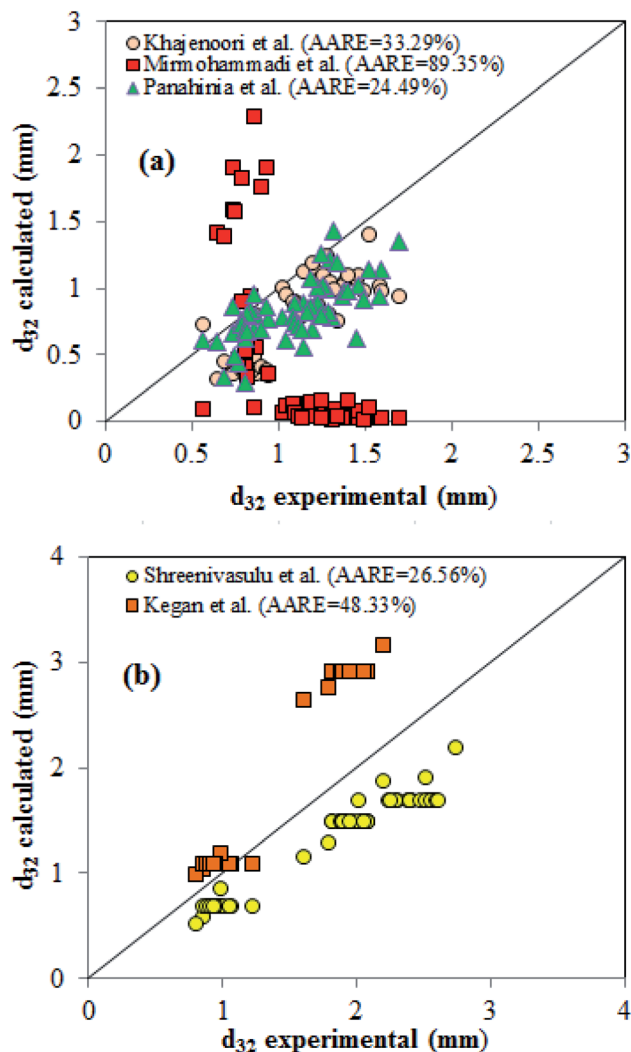 3
2.5
2
1.5
1
0.5
0
Khajenoori et al. (AARE=33.29%)
Mirmohammadi et al. (AARE=89.35%)
Panahinia et al. (AARE=24.49%)
(a)
d32 calculated (mm)
0 0.5 1 1.5 2 2.5 3
d32 experimental (mm)
4
3
2
1
0
Shreenivasulu et al. (AARE=26.56%)
Kegan et al. (AARE=48.33%)
(b)
d32 calculated (mm)
0 1 2 3 4
d32 experimental (mm)